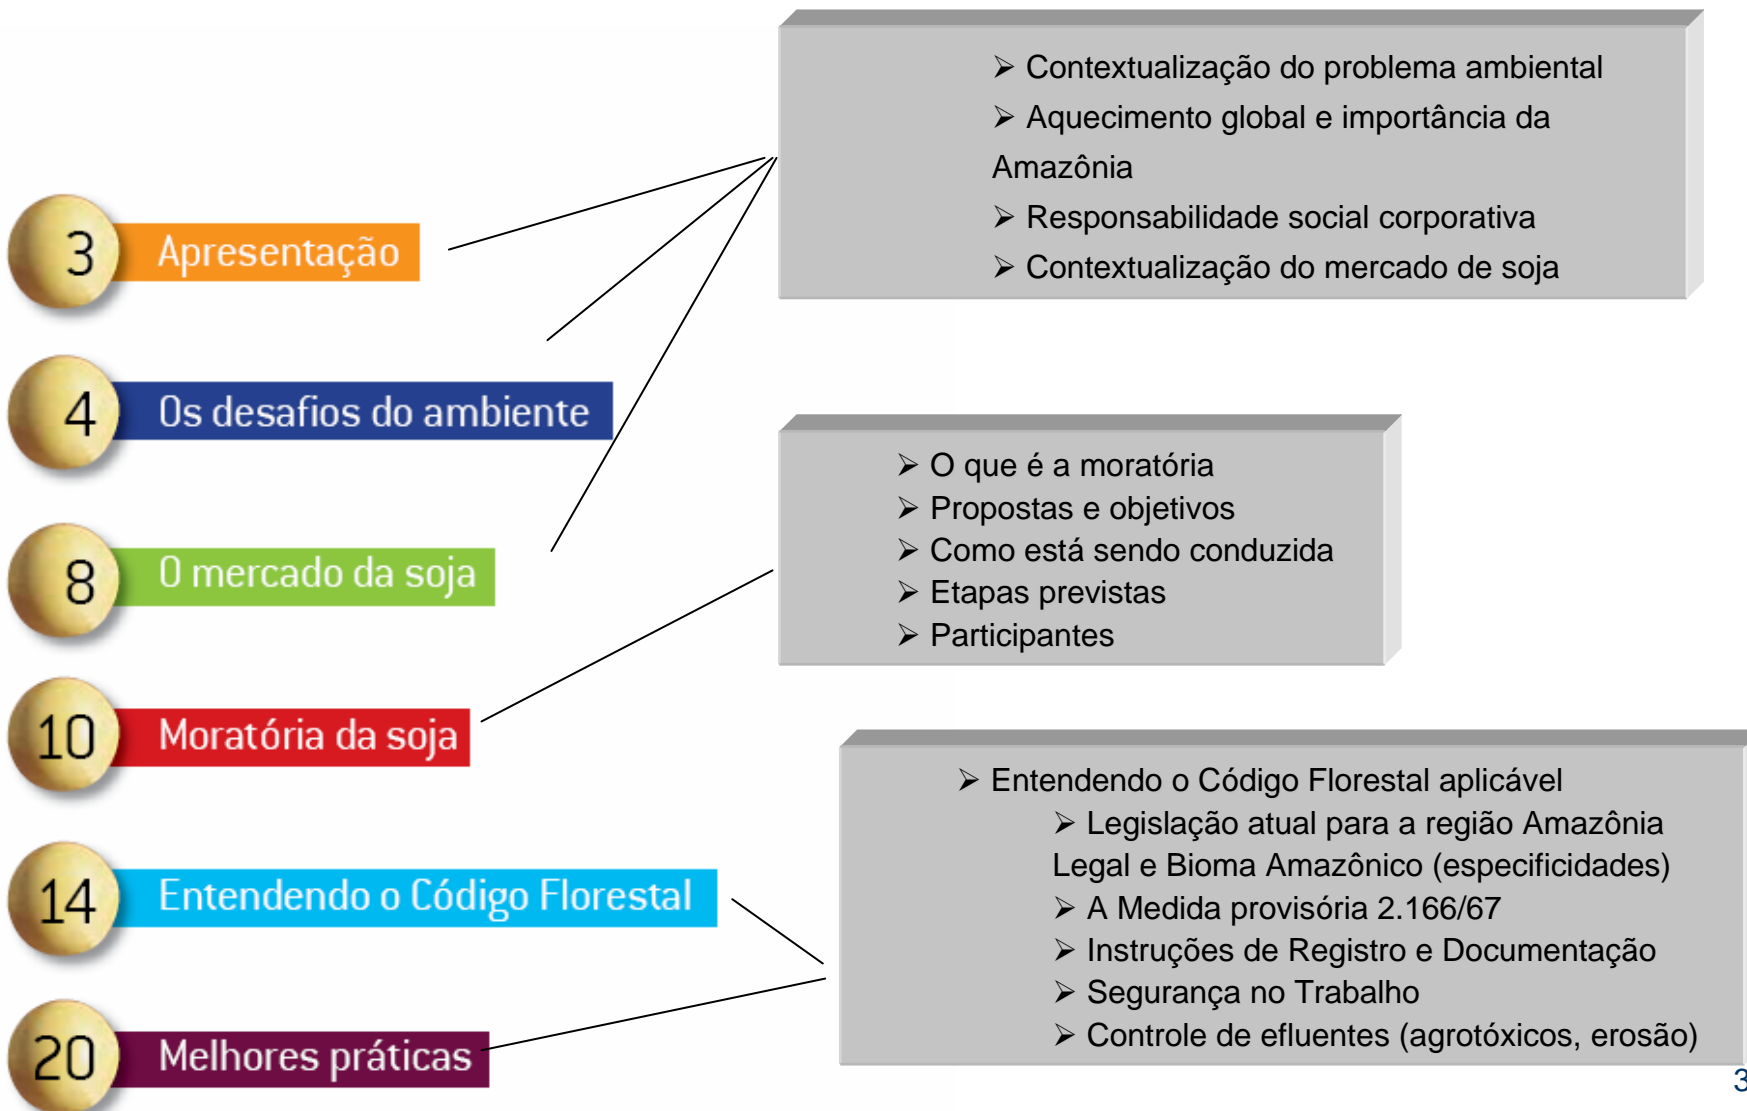 3
Apresentação
4
Os desafios do ambiente
8
O mercado da soja
10
Moratória da soja
14
Entendendo o Código Florestal
20
Melhores práticas
➢ Contextualização do problema ambiental
➢ Aquecimento global e importância da
Amazônia
➢ Responsabilidade social corporativa
➢ Contextualização do mercado de soja
➢ O que é a moratória
➢ Propostas e objetivos
➢ Como está sendo conduzida
➢ Etapas previstas
➢ Participantes
➢ Entendendo o Código Florestal aplicável
➢ Legislação atual para a região Amazônia
Legal e Bioma Amazônico (especificidades)
➢ A Medida provisória 2.166/67
➢ Instruções de Registro e Documentação
➢ Segurança no Trabalho
➢ Controle de efluentes (agrotóxicos, erosão)
3